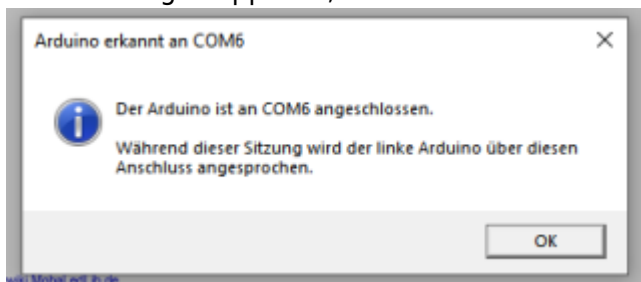 Arduino erkannt an COM6
Der Arduino ist an COM6 angeschlossen.
Während dieser Sitzung wird der linke Arduino über diesen
Anschluss angesprochen.
OK